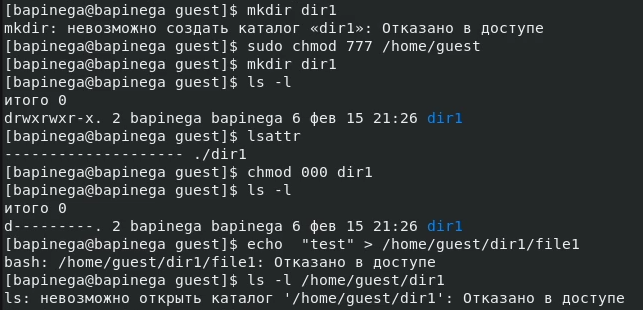 [bapinega@bapinega guest]$ mkdir dir1
mkdir: невозможно создать каталог «dir1»: Отказано в доступе
[bapinega@bapinega guest]$ sudo chmod 777 /home/guest
[bapinega@bapinega guest]$ mkdir dir1
[bapinega@bapinega guest]$ ls -l
итого 0
drwxrwxr-x. 2 bapinega bapinega 6 фев 15 21:26 dir1
[bapinega@bapinega guest]$ lsattr
-------------------- ./dir1
[bapinega@bapinega guest]$ chmod 000 dir1
[bapinega@bapinega guest]$ ls -l
итого 0
d---------. 2 bapinega bapinega 6 фев 15 21:26 dir1
[bapinega@bapinega guest]$ echo  "test" > /home/guest/dir1/file1
bash: /home/guest/dir1/file1: Отказано в доступе
[bapinega@bapinega guest]$ ls -l /home/guest/dir1
ls: невозможно открыть каталог '/home/guest/dir1': Отказано в доступе